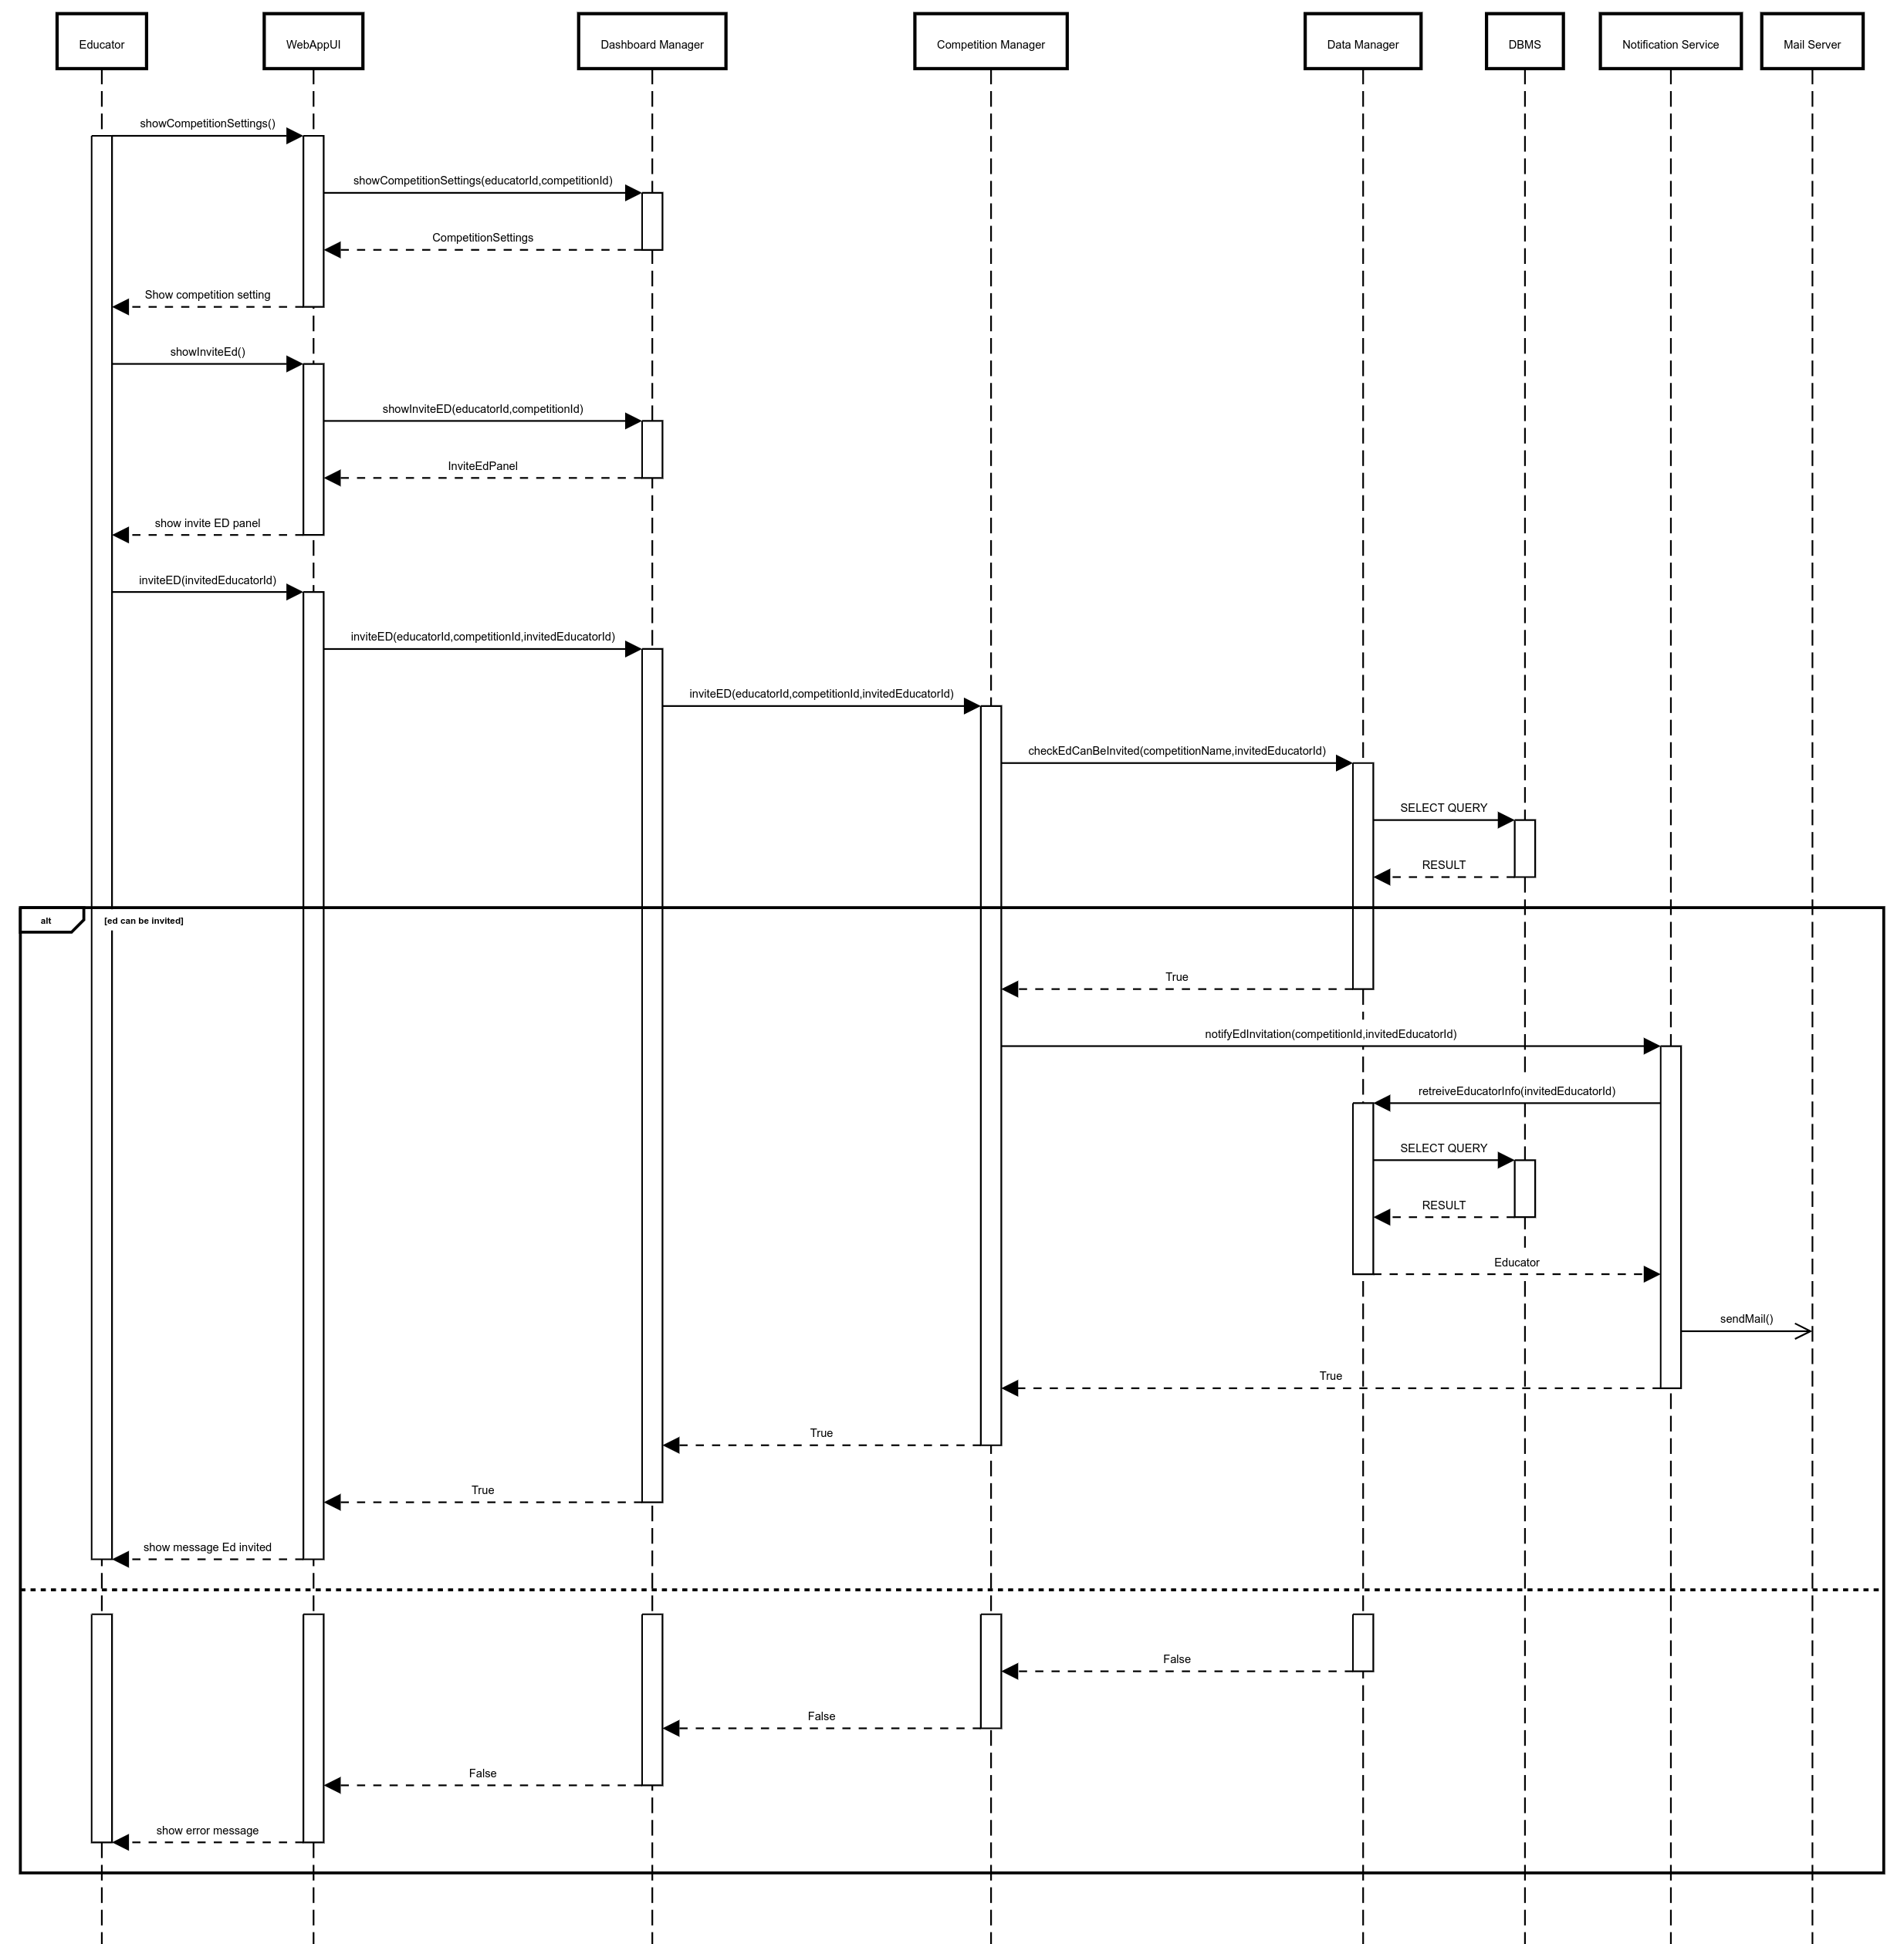 Educator
WebAppUI
Dashboard Manager
Competition Manager
Data Manager
DBMS
Notification Service
Mail Server
showCompetitionSettings()
showCompetitionSettings(educatorId,competitionId)
CompetitionSettings
Show competition setting
showInviteEd()
showInviteED(educatorId,competitionId)
InviteEdPanel
show invite ED panel
inviteED(invitedEducatorId)
inviteED(educatorId,competitionId,invitedEducatorId)
inviteED(educatorId,competitionId,invitedEducatorId)
checkEdCanBeInvited(competitionName,invitedEducatorId)
SELECT QUERY
RESULT
alt
[ed can be invited]
True
notifyEdInvitation(competitionId,invitedEducatorId)
retreiveEducatorInfo(invitedEducatorId)
SELECT QUERY
RESULT
Educator
sendMail()
True
True
True
show message Ed invited
False
False
False
show error message